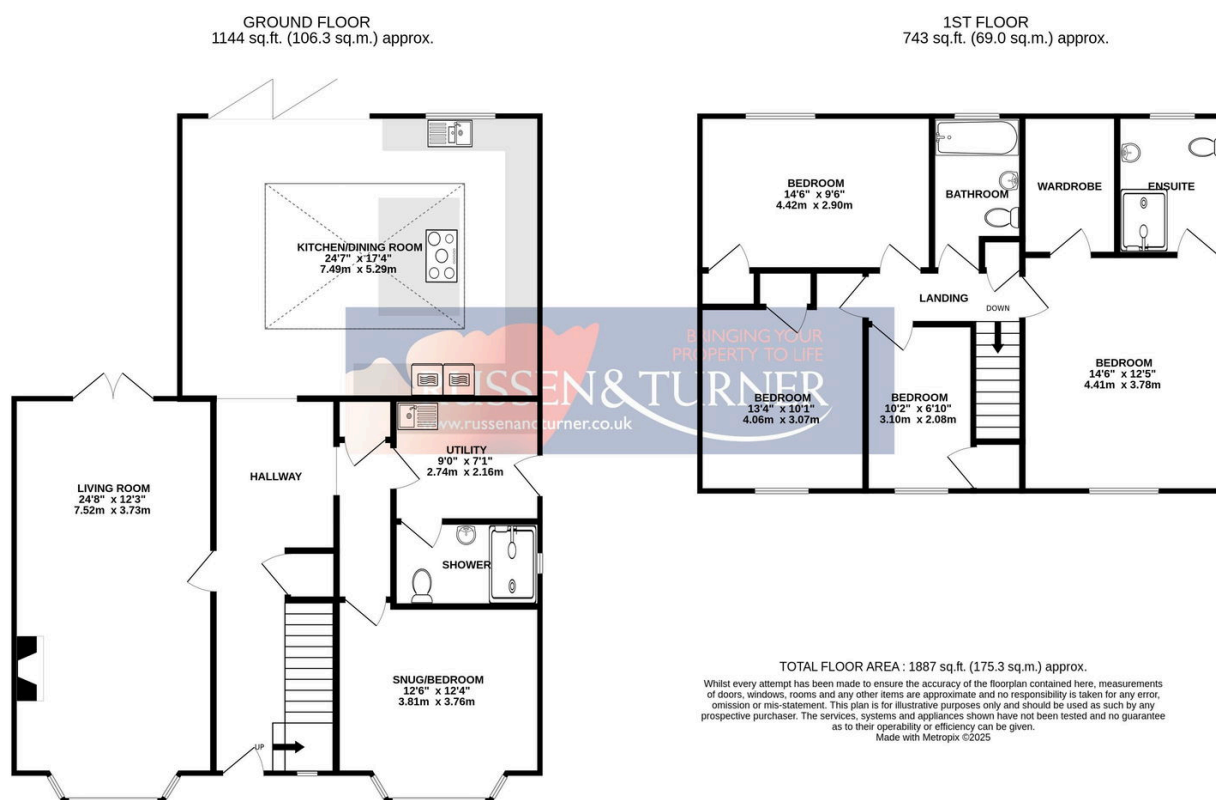 GROUND FLOOR
1144 sq.ft. (106.3 sq.m.) approx.
1ST FLOOR
743 sq.ft. (69.0 sq.m.) approx.
KITCHEN/DINING ROOM
24'7" x 17'4"
7.49m x 5.29m
LIVING ROOM
24'8" x 12'3"
7.52m x 3.73m
HALLWAY
UTILITY
9'0" x 7'1"
2.74m x 2.16m
SHOWER
SNUG/BEDROOM
12'6" x 12'4"
3.81m x 3.76m
UP
BEDROOM
14'6" x 9'6"
4.42m x 2.90m
BATHROOM
WARDROBE
ENSUITE
LANDING
DOWN
BEDROOM
13'4" x 10'1"
4.06m x 3.07m
BEDROOM
10'2" x 6'10"
3.10m x 2.08m
BEDROOM
14'6" x 12'5"
4.41m x 3.78m
BRINGING YOUR
PROPERTY TO LIFE
RUSSEN & TURNER
www.russenandturner.co.uk
TOTAL FLOOR AREA : 1887 sq.ft. (175.3 sq.m.) approx.
Whilst every attempt has been made to ensure the accuracy of the floorplan contained here, measurements
of doors, windows, rooms and any other items are approximate and no responsibility is taken for any error,
omission or mis-statement. This plan is for illustrative purposes only and should be used as such by any
prospective purchaser. The services, systems and appliances shown have not been tested and no guarantee
as to their operability or efficiency can be given.
Made with Metropix ©2025